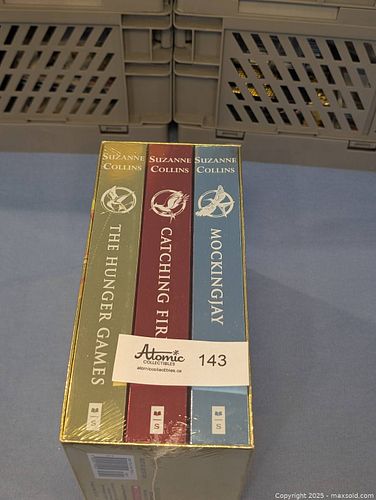 SUZANNE COLLINS
THE HUNGER GAMES
S
SUZANNE COLLINS
CATCHING FIR
S
SUZANNE COLLINS
MOCKINGJAY
S
Atomic
COLLECTIBLES
atomiccollectibles.ca
143
Copyright 2025 - maxsold.com